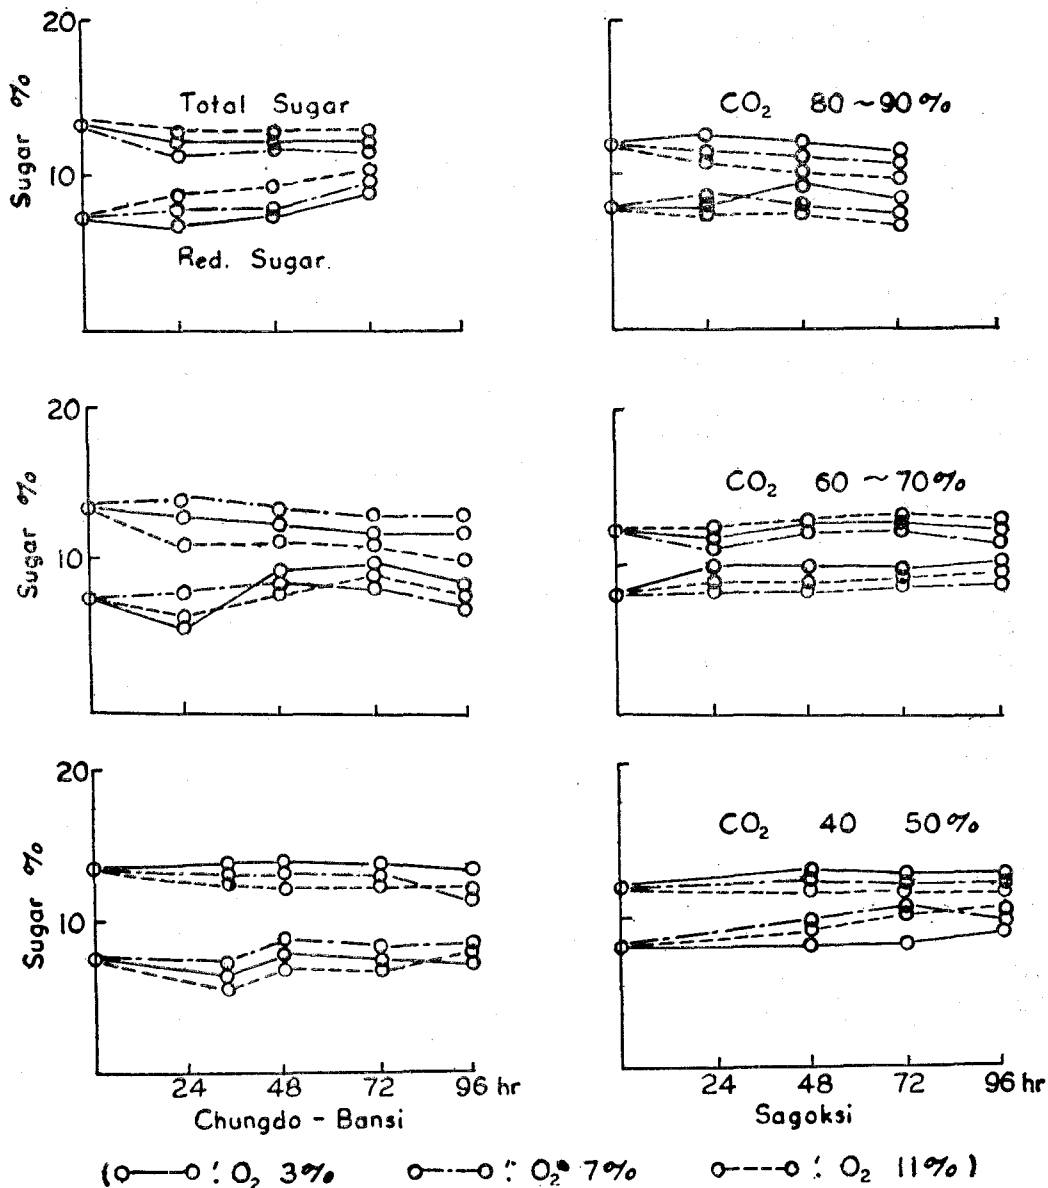 20
Sugar %
10
Total Sugar
Red. Sugar.
CO₂ 80 ~ 90 %
20
Sugar %
10
CO₂ 60 ~ 70 %
20
Sugar %
10
CO₂ 40 50 %
24 48 72 96 hr
24 48 72 96 hr
Chungdo - Bansi
Sagoksi
( : O₂ 3 % : O₂ 7 % : O₂ 11 % )